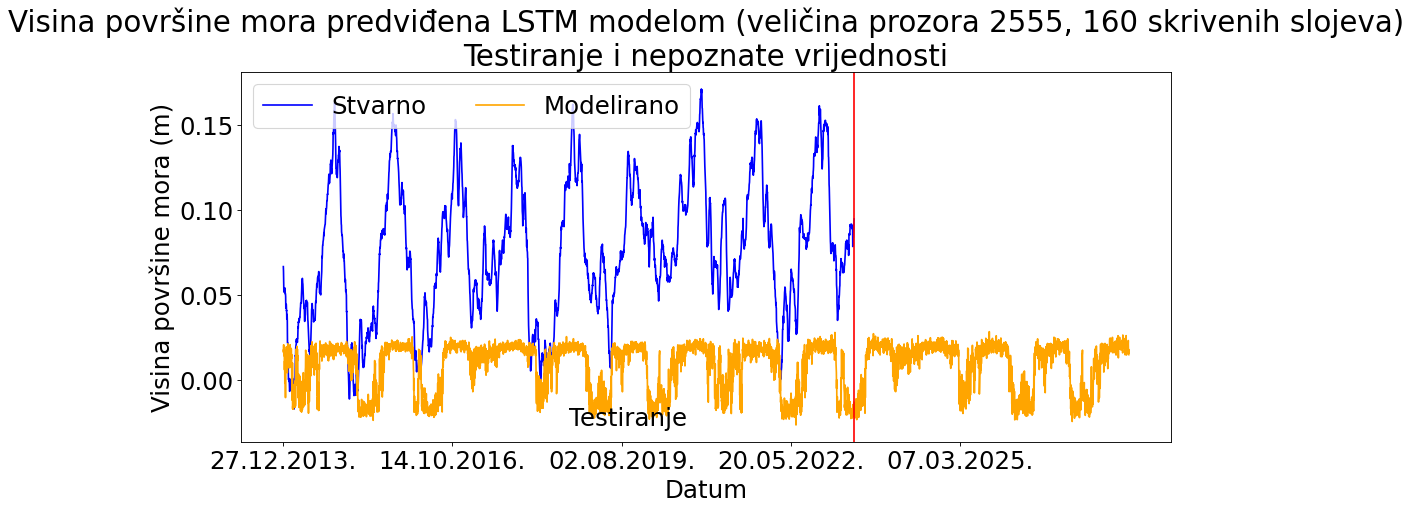 Visina površine mora predviđena LSTM modelom (veličina prozora 2555, 160 skrivenih slojeva)
Testiranje i nepoznate vrijednosti
Stvarno Modelirano
Visina površine mora (m)
0.15
0.10
0.05
0.00
Testiranje
27.12.2013. 14.10.2016. 02.08.2019. 20.05.2022. 07.03.2025.
Datum